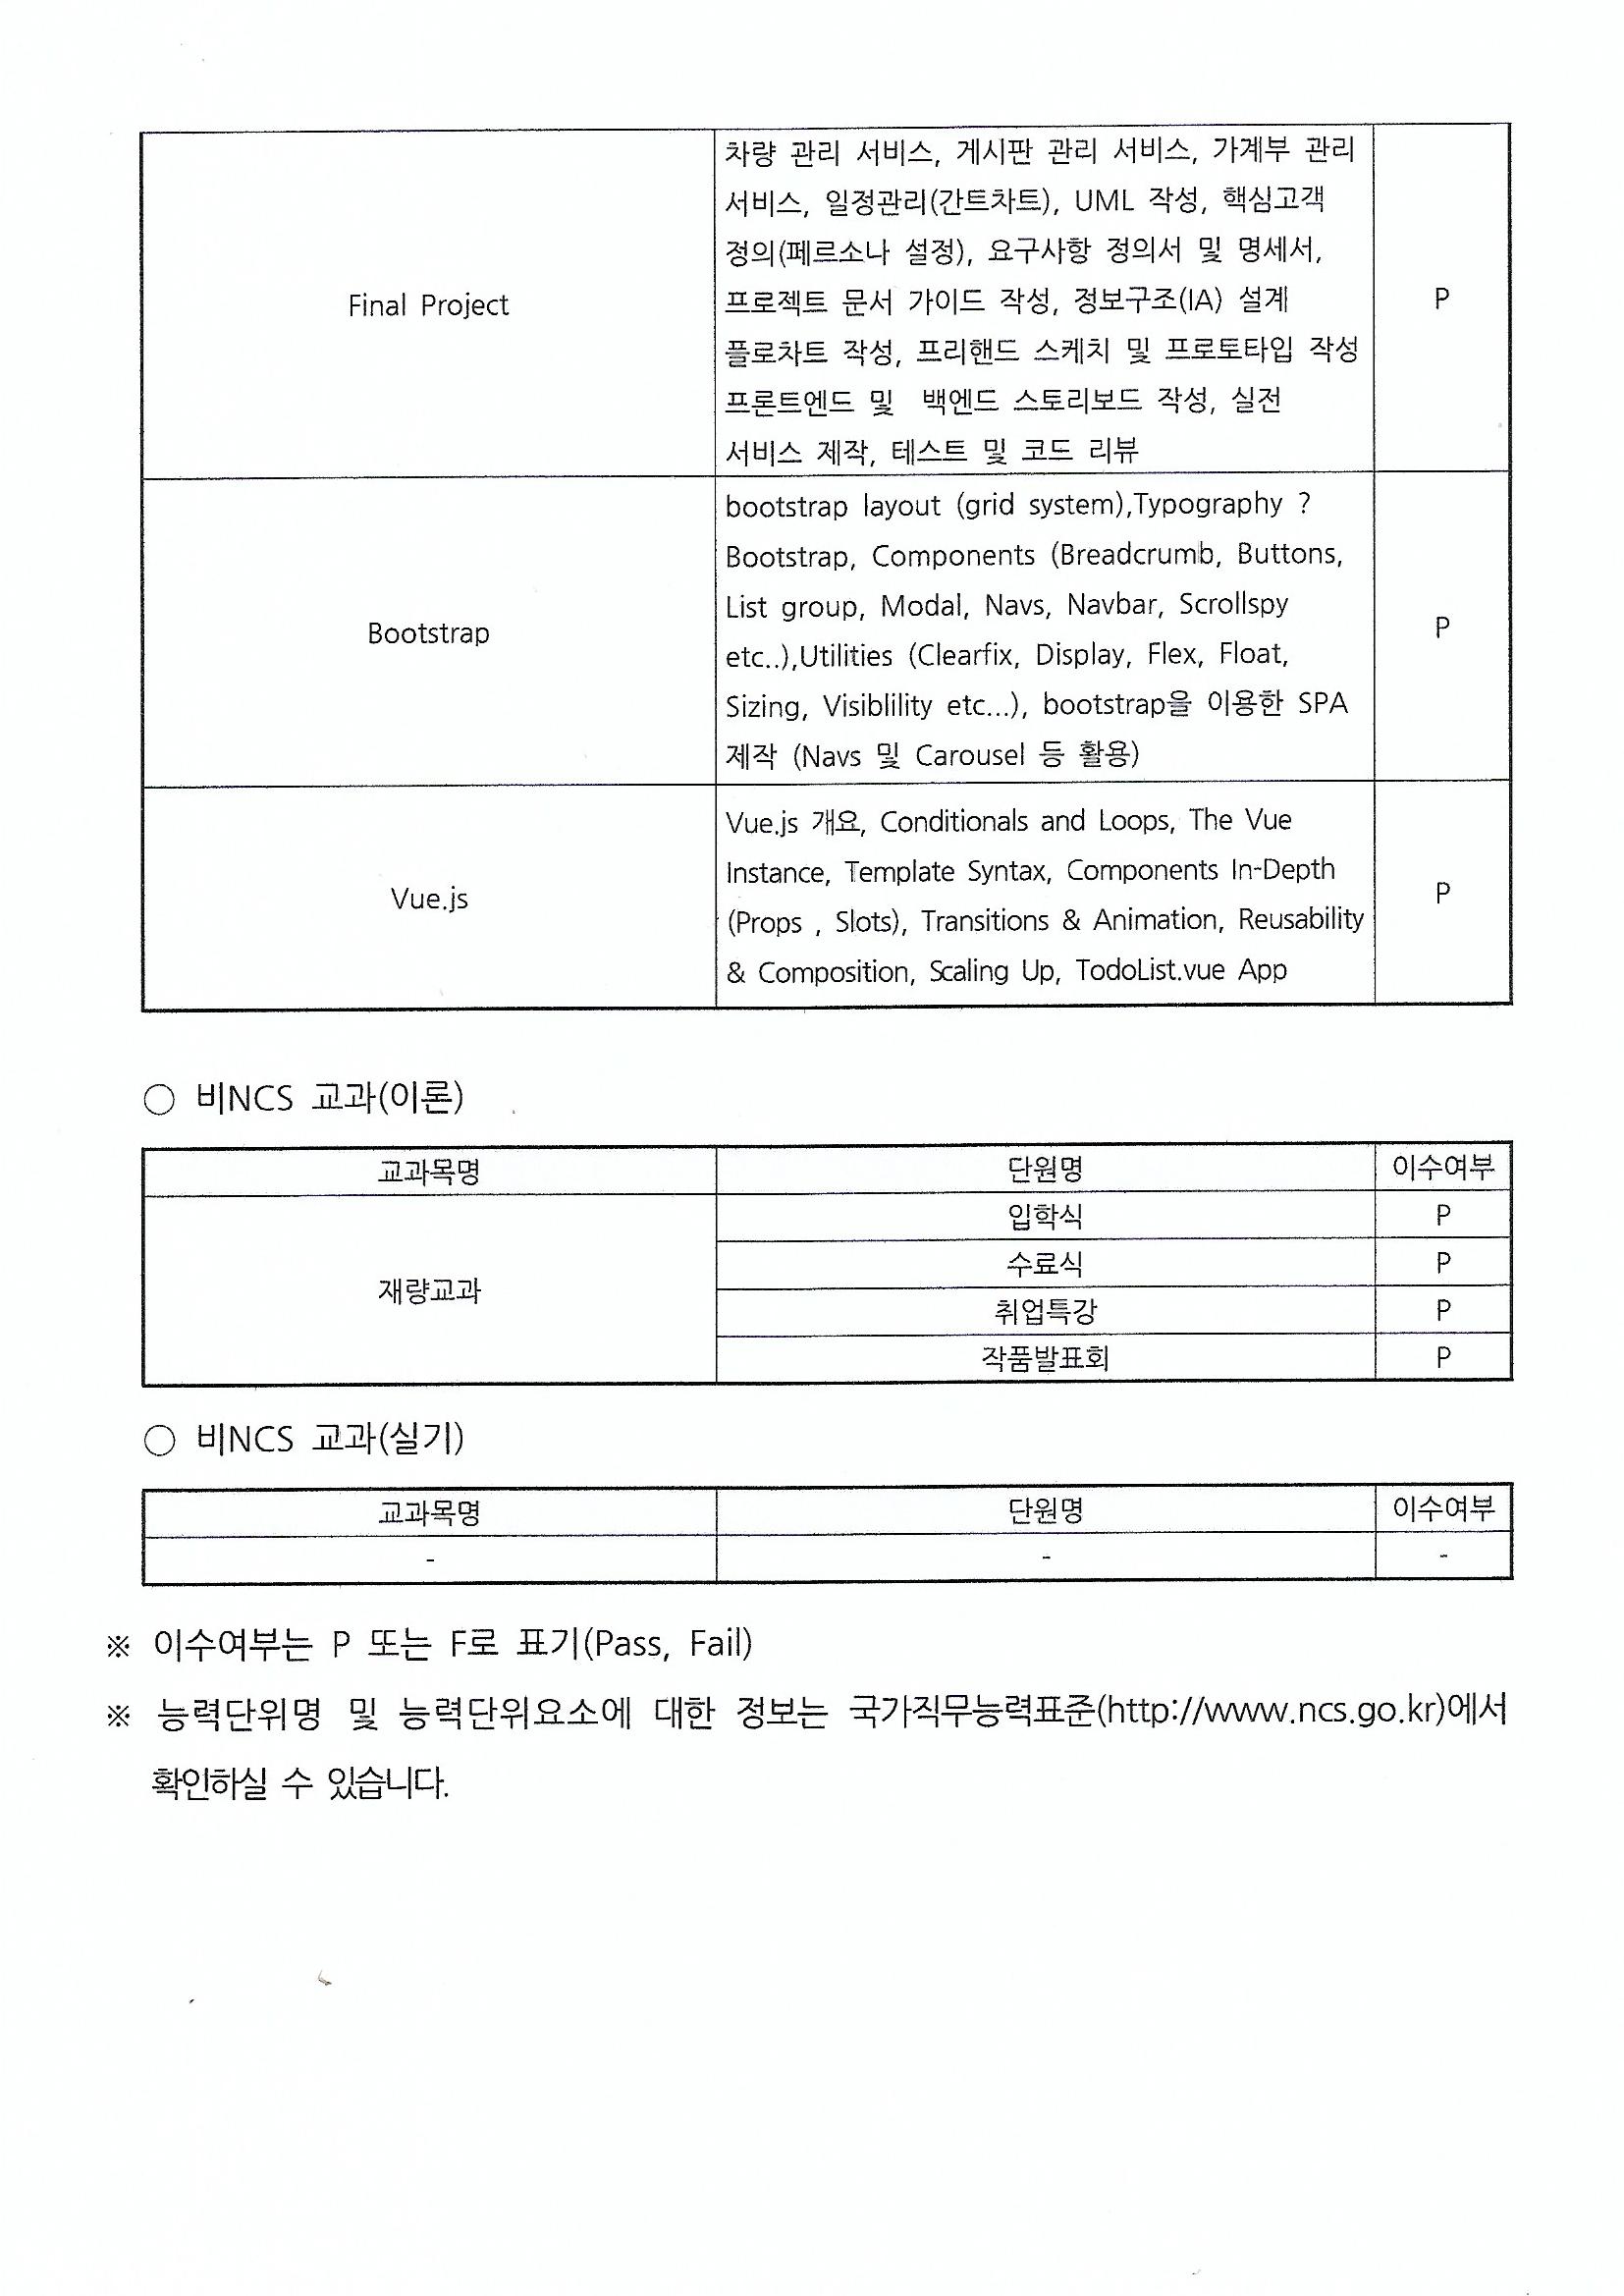 차량 관리 서비스, 게시판 관리 서비스, 가계부 관리
서비스, 일정관리(간트차트), UML 작성, 핵심고객
정의(페르소나 설정), 요구사항 정의서 및 명세서,
Final Project
프로젝트 문서 가이드 작성, 정보구조(IA) 설계
P
플로차트 작성, 프리핸드 스케치 및 프로토타입 작성
프론트엔드 및 백엔드 스토리보드 작성, 실전
서비스 제작, 테스트 및 코드 리뷰
bootstrap layout (grid system),Typography ?
Bootstrap, Components (Breadcrumb, Buttons,
List group, Modal, Navs, Navbar, Scrollspy
Bootstrap
P
etc..),Utilities (Clearfix, Display, Flex, Float,
Sizing, Visiblility etc...), bootstrap을 이용한 SPA
제작 (Navs 및 Carousel 등 활용)
Vue.js 개요, Conditionals and Loops, The Vue
Instance, Template Syntax, Components In-Depth
Vue.js
P
(Props , Slots), Transitions & Animation, Reusability
& Composition, Scaling Up, TodoList.vue App
○ 비NCS 교과(이론)
교과목명 단원명 이수여부
입학식 P
수료식 P
재량교과
취업특강 P
작품발표회 P
○ 비NCS 교과(실기)
교과목명 단원명 이수여부
- - -
※ 이수여부는 P 또는 F로 표기(Pass, Fail)
※ 능력단위명 및 능력단위요소에 대한 정보는 국가직무능력표준(http://www.ncs.go.kr)에서
확인하실 수 있습니다.